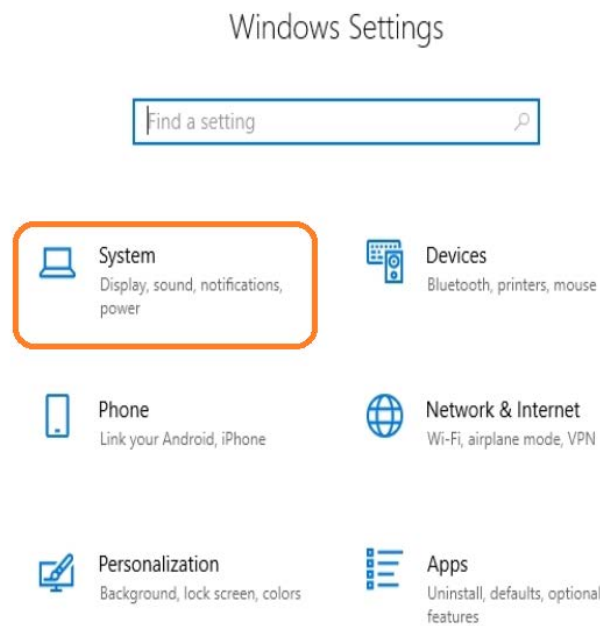 Windows Settings
Find a setting
System
Display, sound, notifications,
power
Devices
Bluetooth, printers, mouse
Phone
Link your Android, iPhone
Network & Internet
Wi-Fi, airplane mode, VPN
Personalization
Background, lock screen, colors
Apps
Uninstall, defaults, optional
features